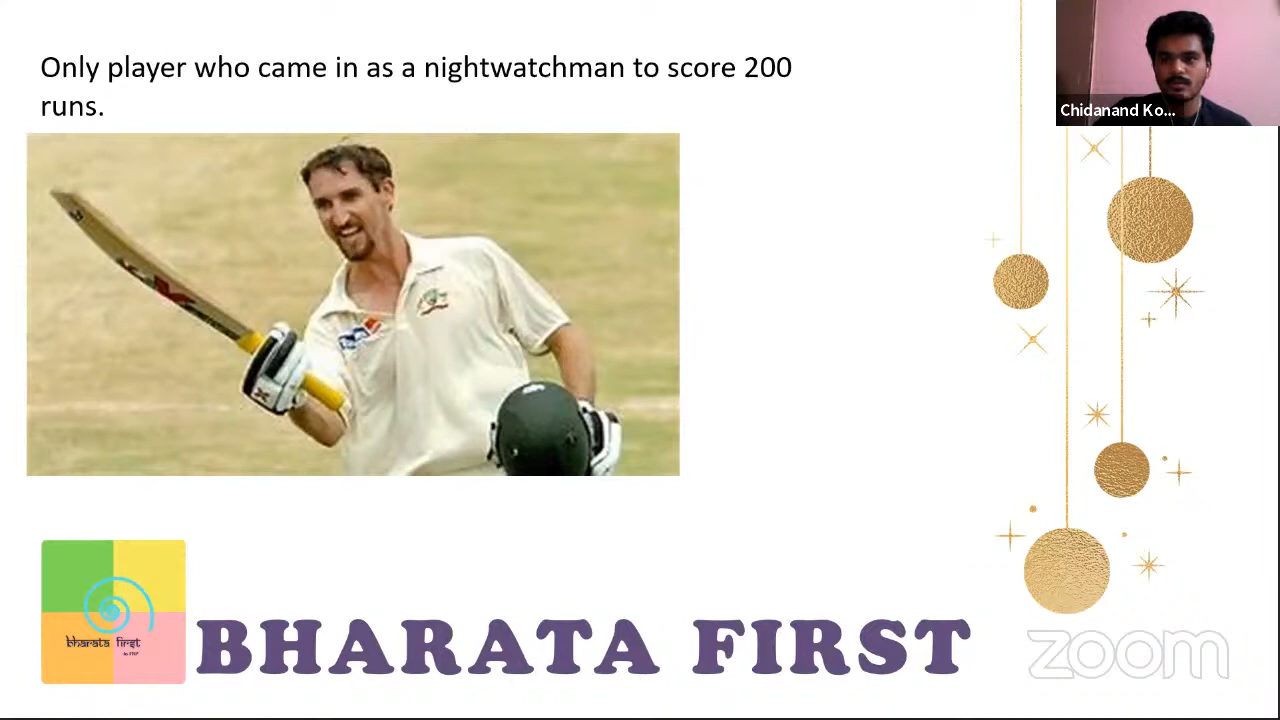 Only player who came in as a nightwatchman to score 200
runs.
Chidanand Ko...
bharata first
BHARATA FIRST
zoom